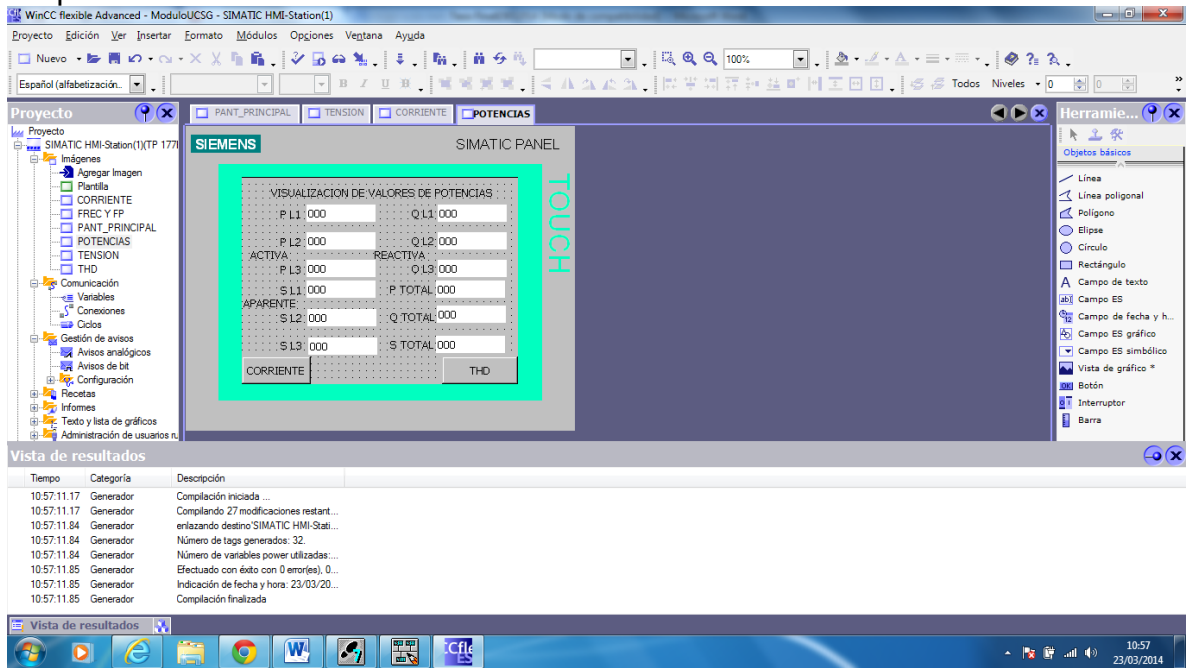 WinCC flexible Advanced - ModuloUCSG - SIMATIC HMI-Station(1)
Proyecto Edición Ver Insertar Formato Módulos Opciones Ventana Ayuda
Nuevo 100%
Español (alfabetización.. B I U Todos Niveles 0 0
Proyecto
PANT_PRINCIPAL TENSION CORRIENTE POTENCIAS
Herramie...
Proyecto
SIMATIC HMI-Station(1)(TP 177
Imágenes
Agregar Imagen
Plantilla
CORRIENTE
FREC Y FP
PANT_PRINCIPAL
POTENCIAS
TENSION
THD
Comunicación
Variables
Conexiones
Ciclos
Gestión de avisos
Avisos analógicos
Avisos de bit
Configuración
Recetas
Informes
Texto y lista de gráficos
Administración de usuarios ru
SIEMENS SIMATIC PANEL
TOUCH
VISUALIZACION DE VALORES DE POTENCIAS
P L1 000 Q L1 000
P L2 000 Q L2 000
ACTIVA REACTIVA
P L3 000 Q L3 000
S L1 000 P TOTAL 000
APARENTE
S L2 000 Q TOTAL 000
S L3 000 S TOTAL 000
CORRIENTE THD
Objetos básicos
Línea
Línea poligonal
Polígono
Elipse
Círculo
Rectángulo
Campo de texto
Campo ES
Campo de fecha y h...
Campo ES gráfico
Campo ES simbólico
Vista de gráfico *
Botón
Interruptor
Barra
Vista de resultados
Tiempo Categoría Descripción
10:57:11.17 Generador Compilación iniciada ...
10:57:11.17 Generador Compilando 27 modificaciones restant...
10:57:11.84 Generador enlazando destino'SIMATIC HMI-Stati...
10:57:11.84 Generador Número de tags generados: 32.
10:57:11.84 Generador Número de variables power utilizadas:...
10:57:11.85 Generador Efectuado con éxito con 0 error(es), 0...
10:57:11.85 Generador Indicación de fecha y hora: 23/03/20...
10:57:11.85 Generador Compilación finalizada
Vista de resultados
10:57
23/03/2014